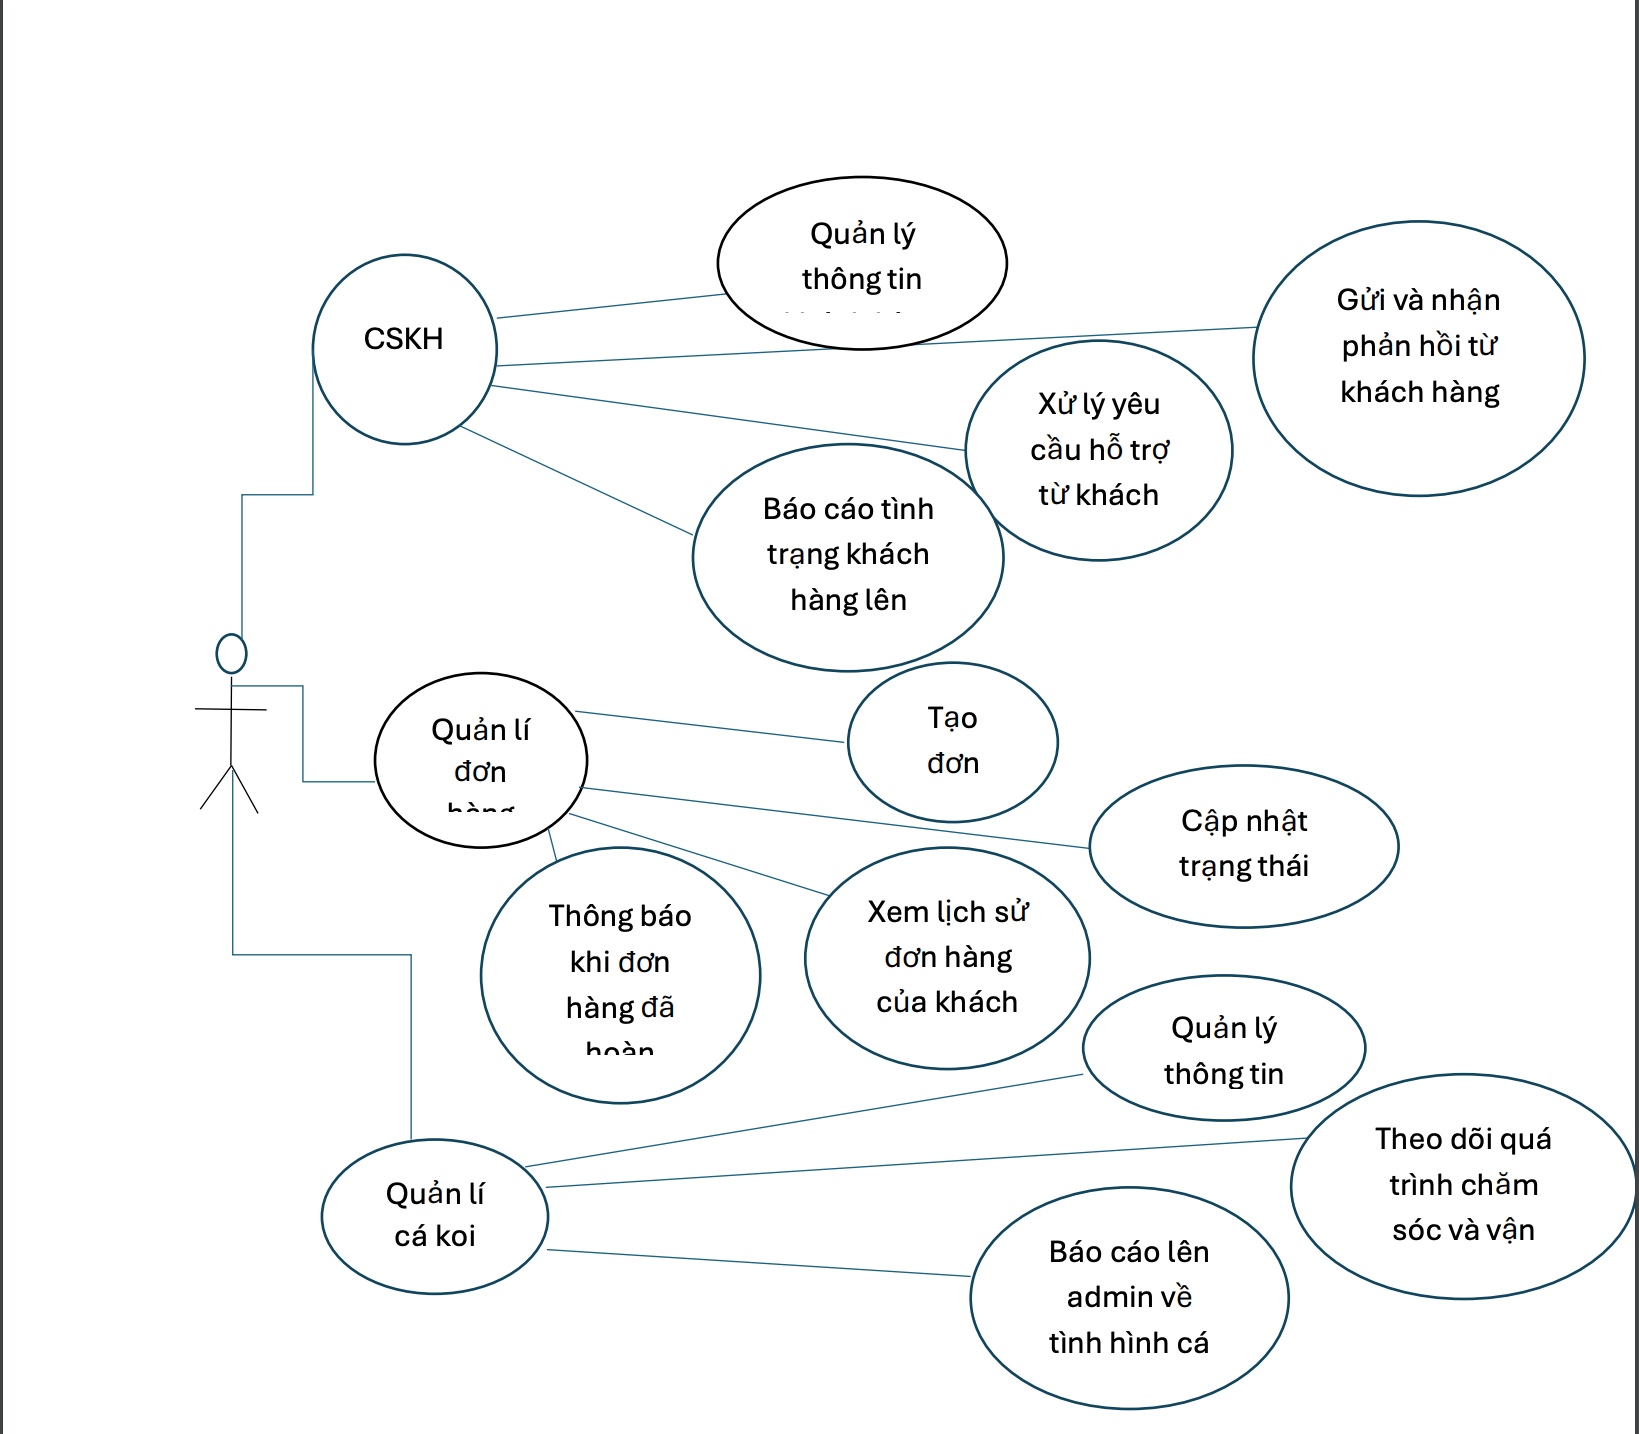 Quản lý
thông tin
Gửi và nhận
phản hồi từ
khách hàng
CSKH
Xử lý yêu
cầu hỗ trợ
từ khách
Báo cáo tình
trạng khách
hàng lên
Tạo
đơn
Quản lí
đơn
hàng
Cập nhật
trạng thái
Thông báo
khi đơn
hàng đã
hoàn
Xem lịch sử
đơn hàng
của khách
Quản lý
thông tin
Theo dõi quá
trình chăm
sóc và vận
Quản lí
cá koi
Báo cáo lên
admin về
tình hình cá